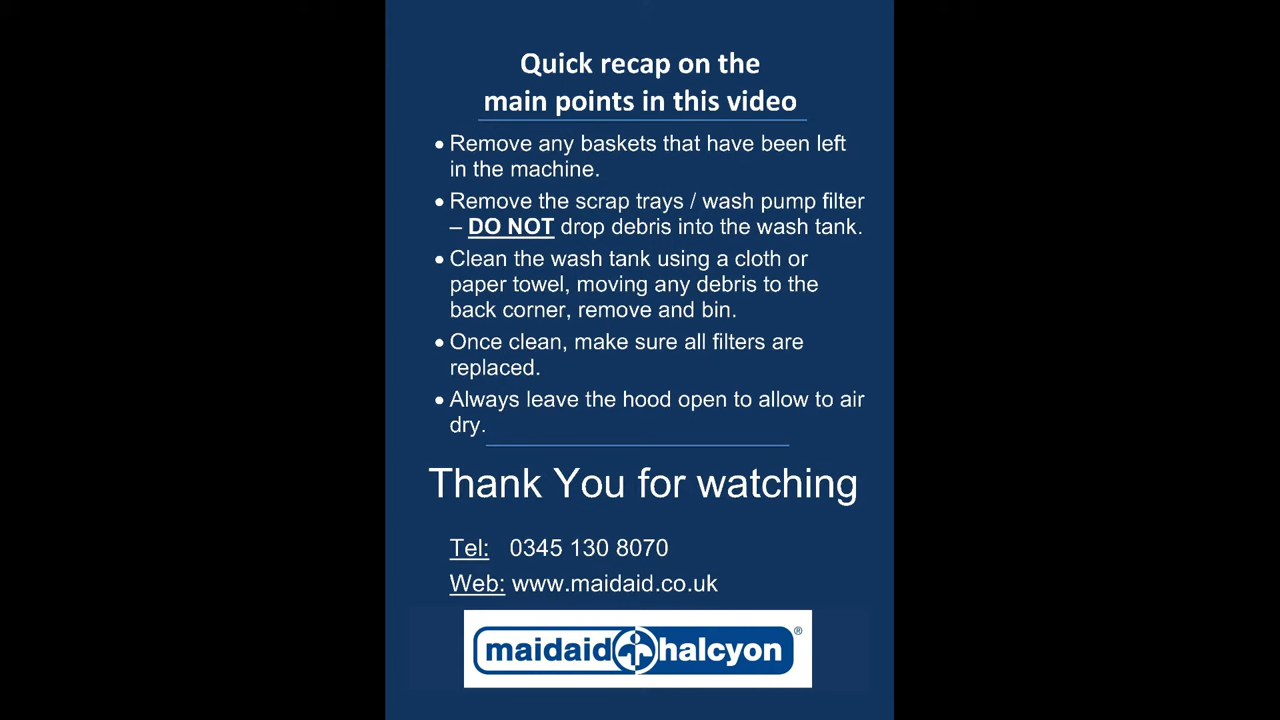 Quick recap on the
main points in this video
• Remove any baskets that have been left
in the machine.
• Remove the scrap trays / wash pump filter
– DO NOT drop debris into the wash tank.
• Clean the wash tank using a cloth or
paper towel, moving any debris to the
back corner, remove and bin.
• Once clean, make sure all filters are
replaced.
• Always leave the hood open to allow to air
dry.
Thank You for watching
Tel: 0345 130 8070
Web: www.maidaid.co.uk
maidaid halcyon ®